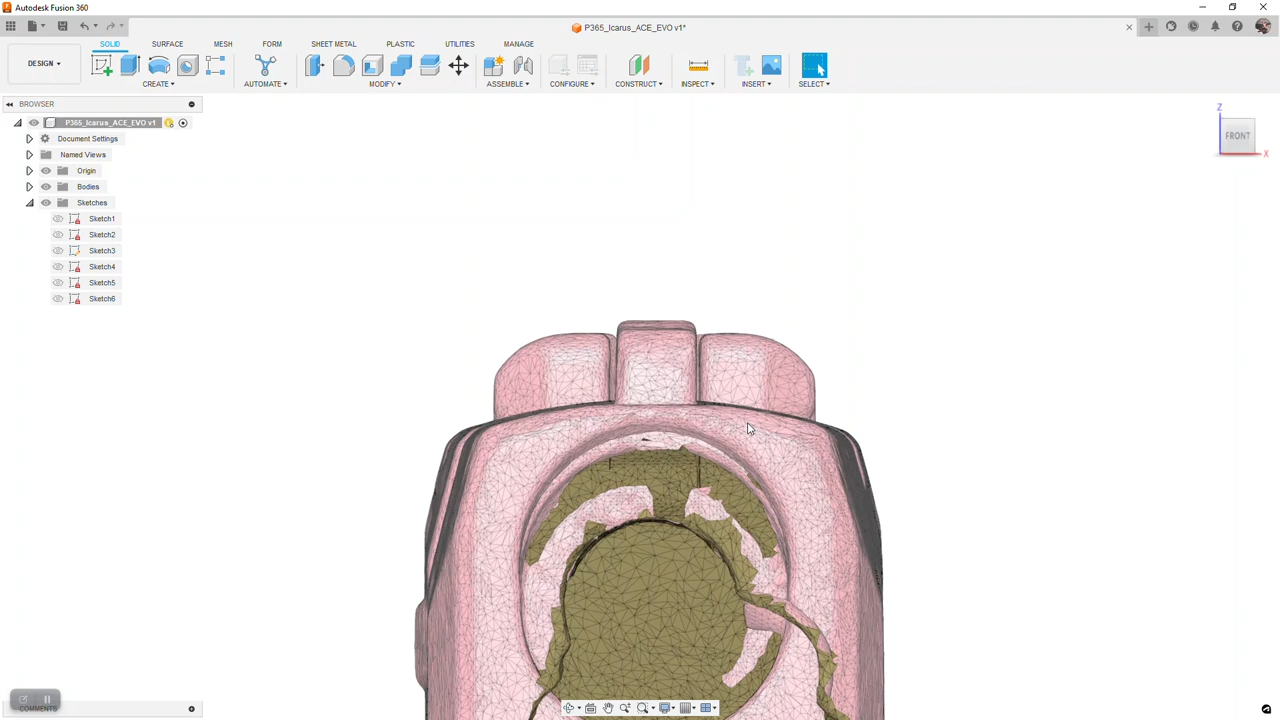 Autodesk Fusion 360
P365_Icarus_ACE_EVO v1*
SOLID SURFACE MESH FORM SHEET METAL PLASTIC UTILITIES MANAGE
DESIGN
CREATE AUTOMATE MODIFY ASSEMBLE CONFIGURE CONSTRUCT INSPECT INSERT SELECT
BROWSER
P365_Icarus_ACE_EVO v1
Document Settings
Named Views
Origin
Bodies
Sketches
Sketch1
Sketch2
Sketch3
Sketch4
Sketch5
Sketch6
Z
FRONT
X
COMMENTS